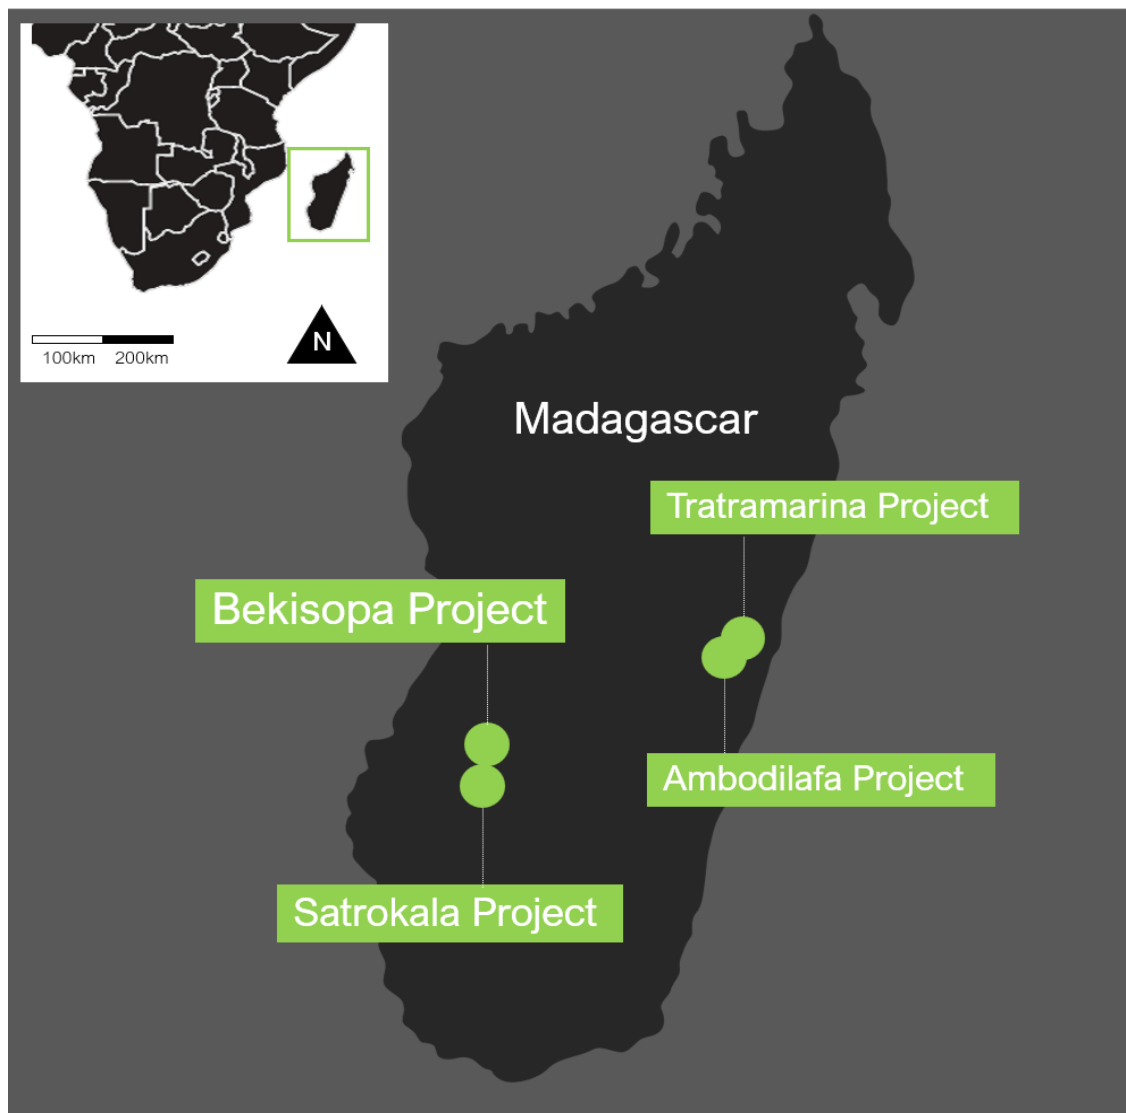 N
100km 200km
Madagascar
Tratramarina Project
Bekisopa Project
Ambodilafa Project
Satrokala Project